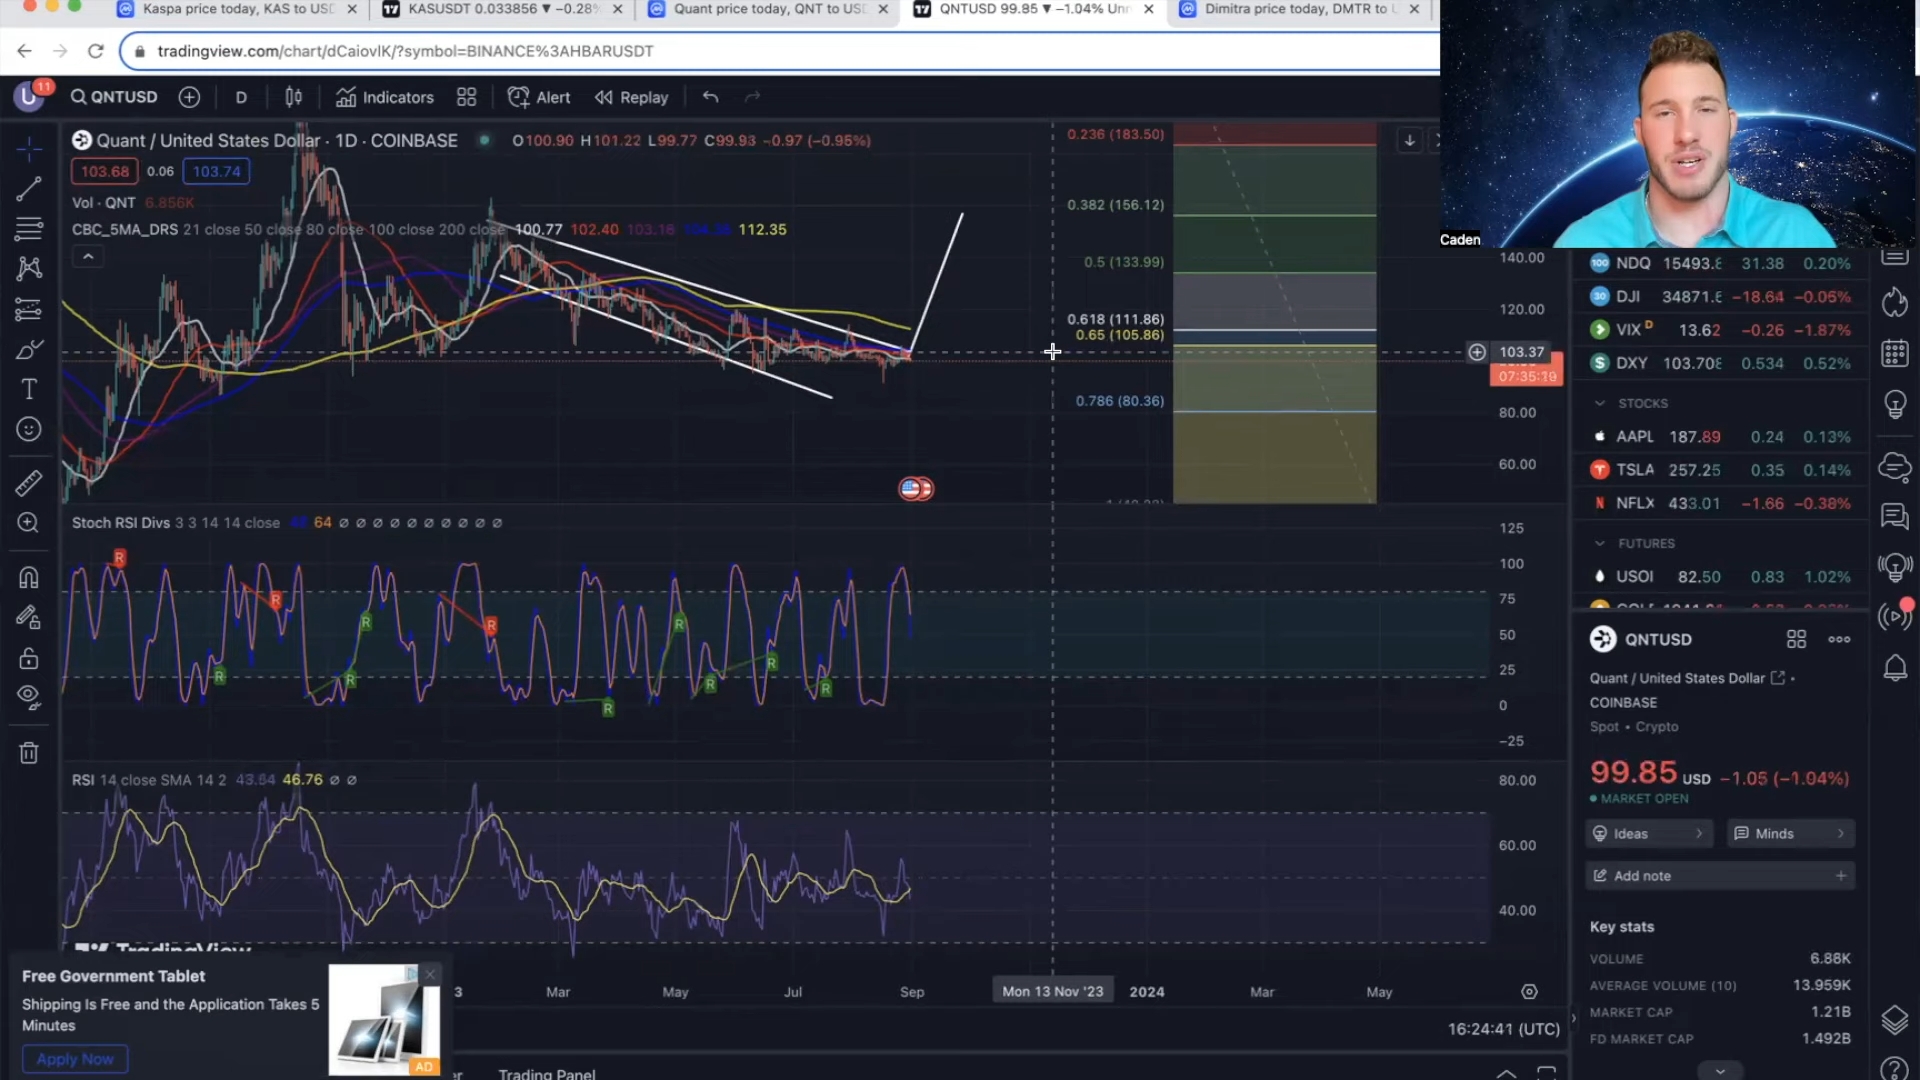 Kaspa price today, KAS to USD
KASUSDT 0.033856 ▼ −0.28%
Quant price today, QNT to USD
QNTUSD 99.85 ▼ −1.04% Unn
Dimitra price today, DMTR to U
tradingview.com/chart/dCaiovlK/?symbol=BINANCE%3AHBARUSDT
U 11
QNTUSD
D
Indicators
Alert
Replay
Quant / United States Dollar · 1D · COINBASE
O100.90 H101.22 L99.77 C99.93 −0.97 (−0.95%)
103.68 0.06 103.74
Vol · QNT 6.856K
CBC_5MA_DRS 21 close 50 close 80 close 100 close 200 close 100.77 102.40 103.16 112.35
0.236 (183.50)
0.382 (156.12)
0.5 (133.99)
0.618 (111.86)
0.65 (105.86)
0.786 (80.36)
140.00
120.00
103.37
07:35:19
80.00
60.00
Caden
NDQ 15493.8 31.38 0.20%
DJI 34871.6 −18.64 −0.05%
VIX D 13.62 −0.26 −1.87%
DXY 103.708 0.534 0.52%
STOCKS
AAPL 187.89 0.24 0.13%
TSLA 257.25 0.35 0.14%
NFLX 433.01 −1.66 −0.38%
FUTURES
USOI 82.50 0.83 1.02%
Stoch RSI Divs 3 3 14 14 close 64 ∅ ∅ ∅ ∅ ∅ ∅ ∅ ∅ ∅ ∅
125
100
75
50
25
0
−25
R
R
R
R
R
R
R
R
R
R
R
R
RSI 14 close SMA 14 2 43.64 46.76 ∅ ∅
80.00
60.00
40.00
TradingView
QNTUSD
Quant / United States Dollar
COINBASE
Spot • Crypto
99.85 USD −1.05 (−1.04%)
MARKET OPEN
Ideas
Minds
Add note
Key stats
VOLUME 6.88K
AVERAGE VOLUME (10) 13.959K
MARKET CAP 1.21B
FD MARKET CAP 1.492B
Free Government Tablet
Shipping Is Free and the Application Takes 5
Minutes
Apply Now
AD
3
Mar
May
Jul
Sep
Mon 13 Nov '23
2024
Mar
May
16:24:41 (UTC)
Trading Panel